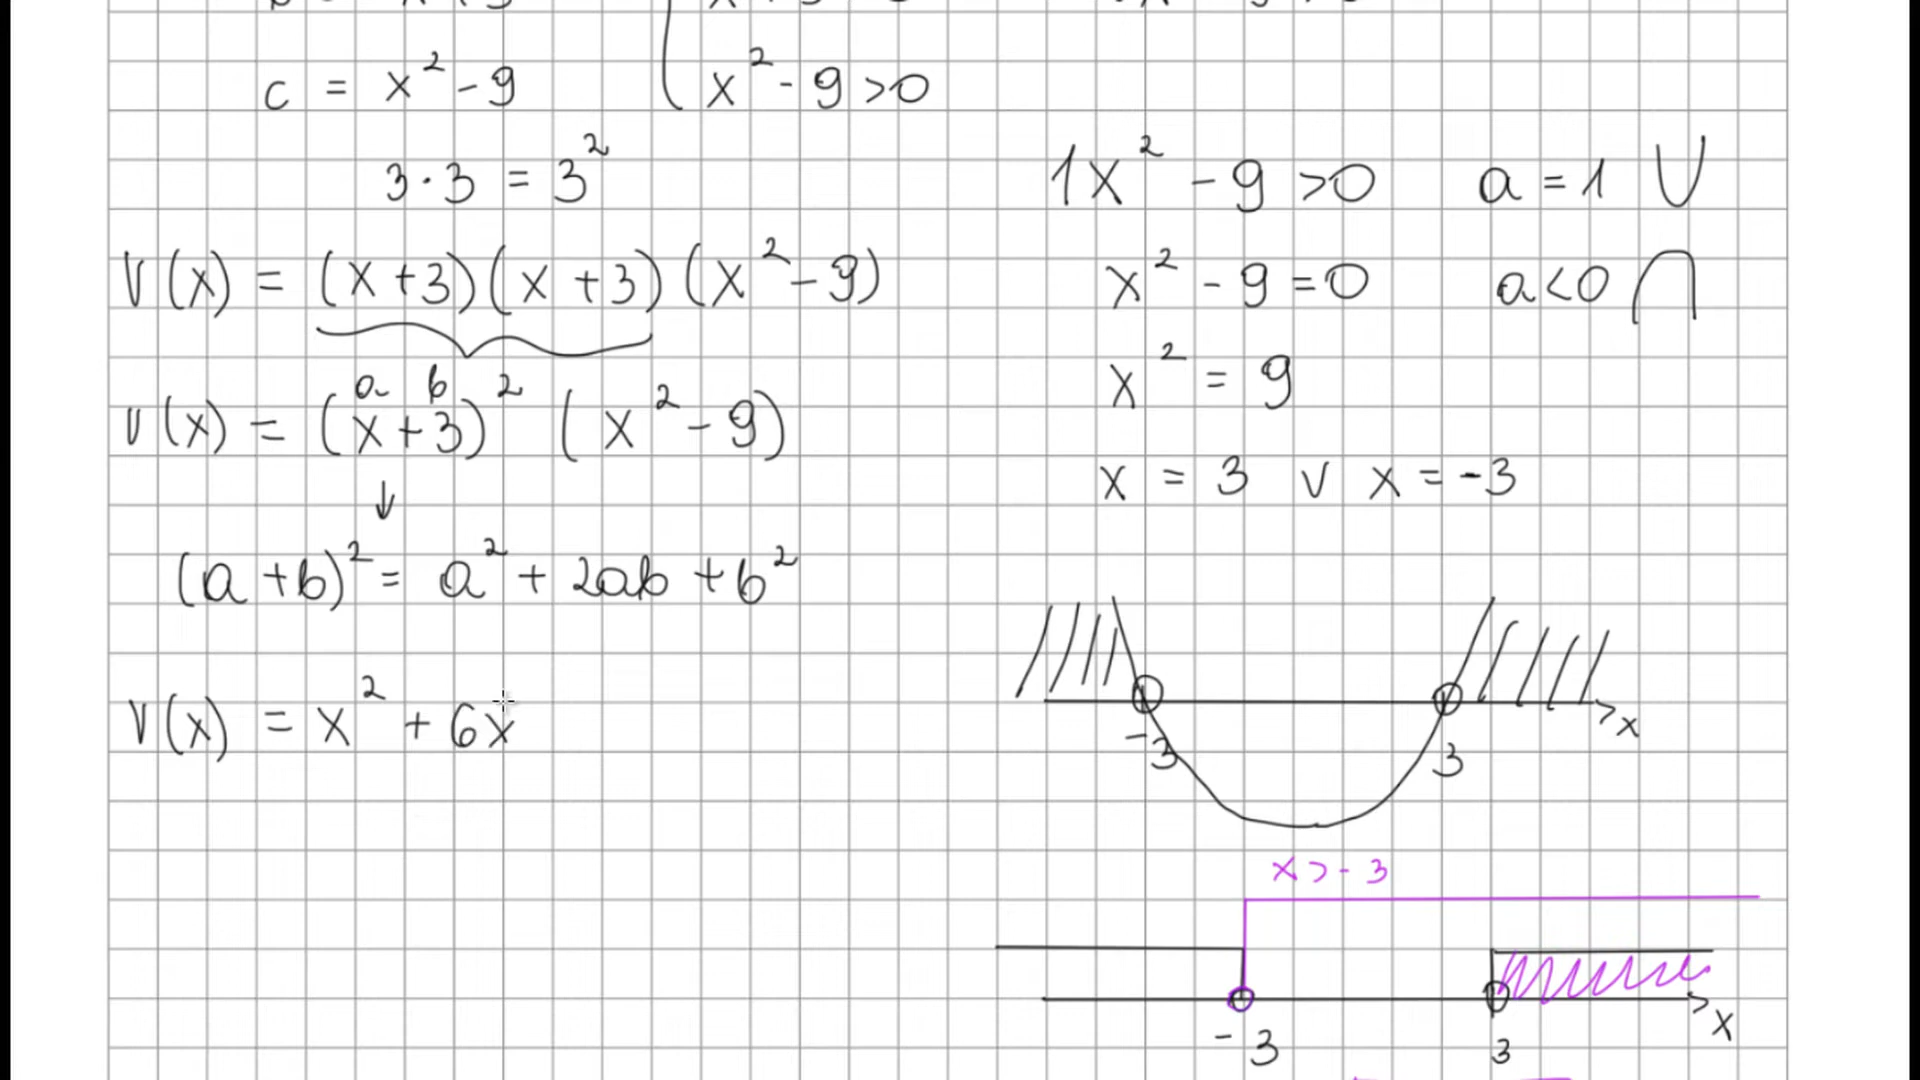 c = x² - 9
x² - 9 > 0
3 · 3 = 3²
V(x) = (x + 3)(x + 3)(x² - 9)
a b
V(x) = (x + 3)² (x² - 9)
↓
(a + b)² = a² + 2ab + b²
V(x) = x² + 6x
1x² - 9 > 0 a = 1 ∪
x² - 9 = 0 a < 0 ∩
x² = 9
x = 3 ∨ x = -3
-3 3 x
x > -3
-3 3 x